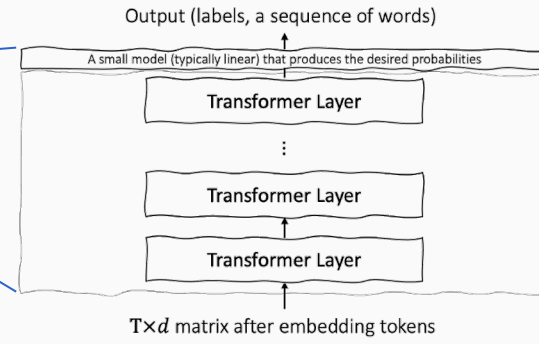 Output (labels, a sequence of words)
A small model (typically linear) that produces the desired probabilities
Transformer Layer
⋮
Transformer Layer
Transformer Layer
T×d matrix after embedding tokens